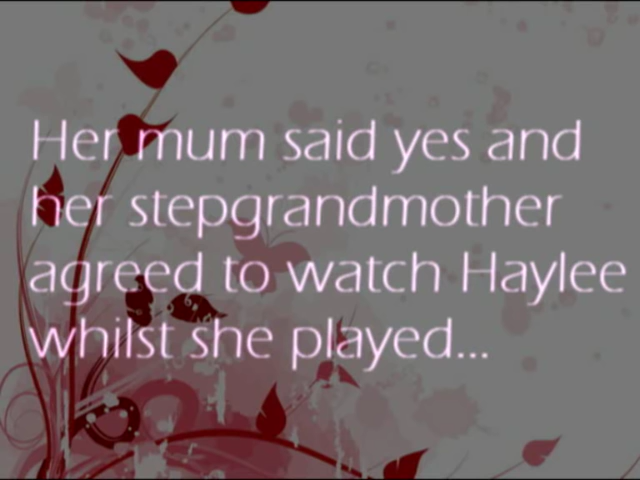 Her mum said yes and
her stepgrandmother
agreed to watch Haylee
whilst she played...